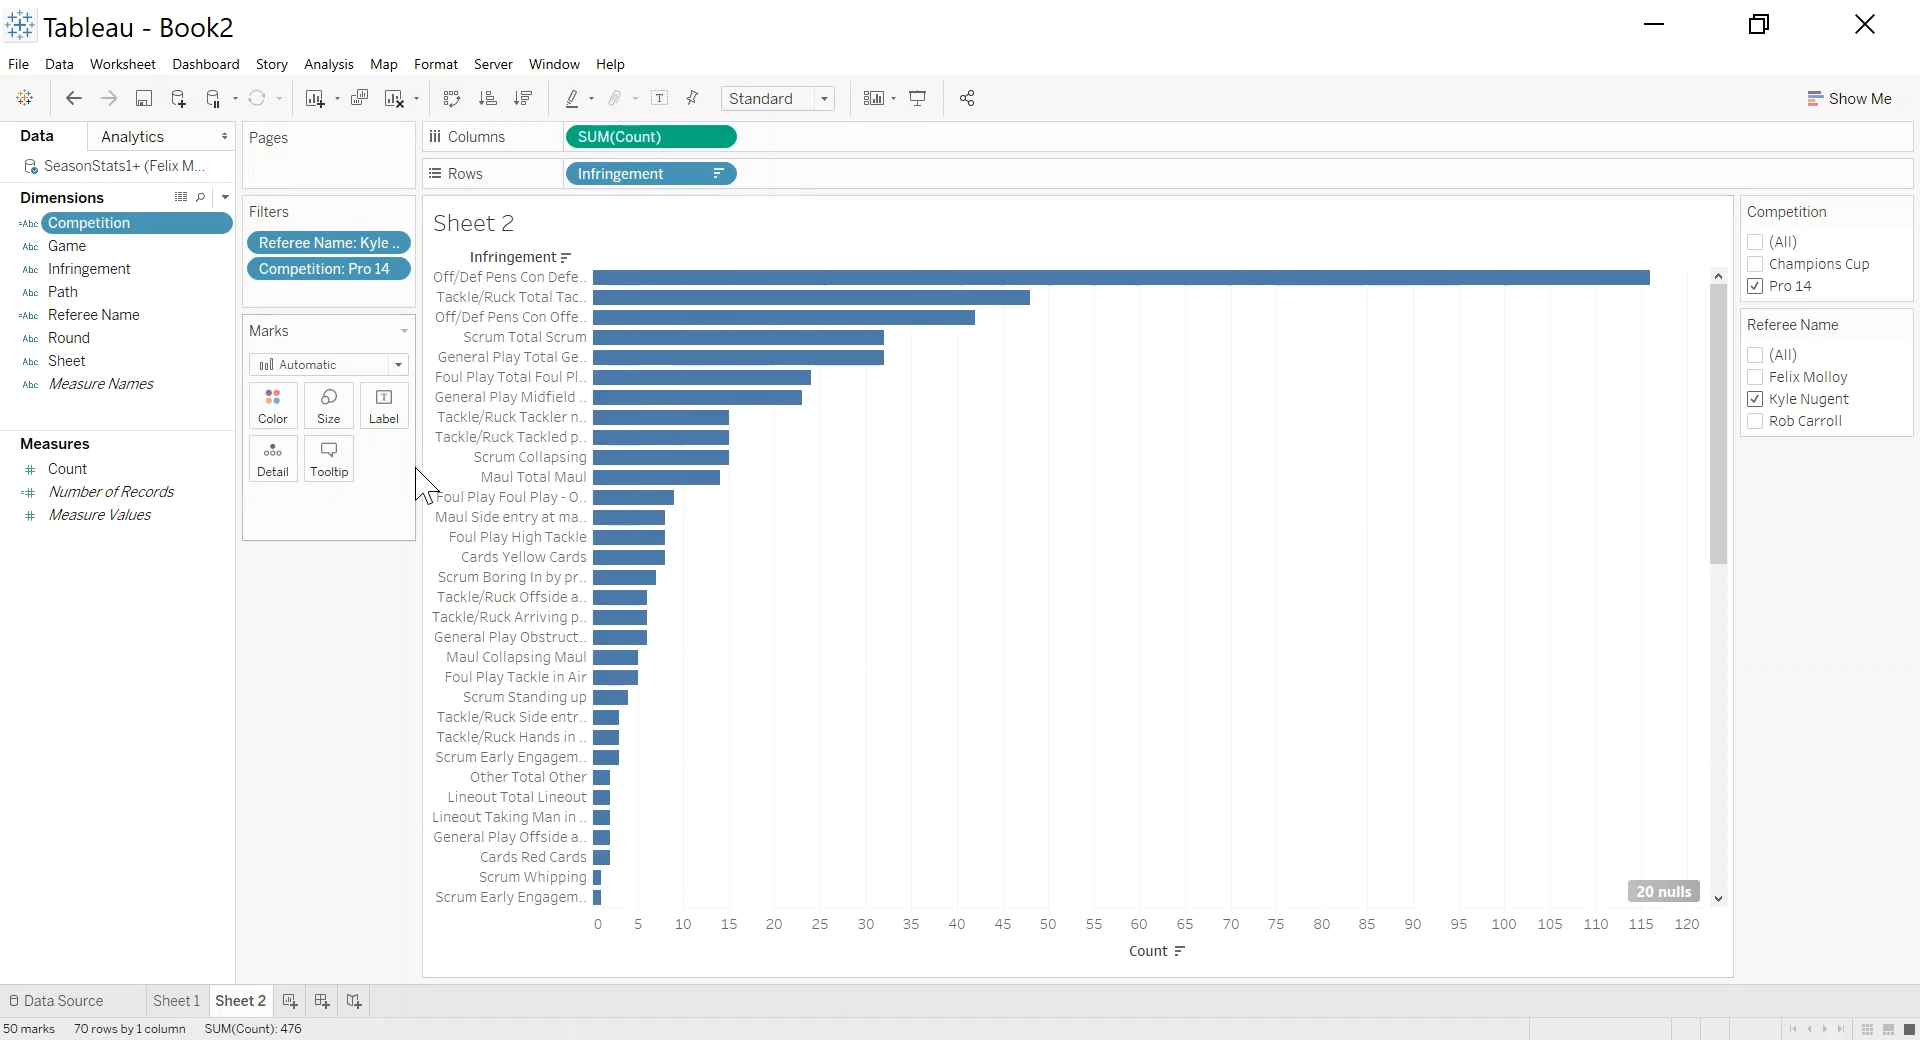 Tableau - Book2
File Data Worksheet Dashboard Story Analysis Map Format Server Window Help
Standard
Show Me
Data
Analytics
SeasonStats1+ (Felix M...
Dimensions
=Abc Competition
Abc Game
Abc Infringement
Abc Path
=Abc Referee Name
Abc Round
Abc Sheet
Abc Measure Names
Measures
# Count
=# Number of Records
# Measure Values
Pages
Filters
Referee Name: Kyle ..
Competition: Pro 14
Marks
Automatic
Color
Size
Label
Detail
Tooltip
Columns
SUM(Count)
Rows
Infringement
Sheet 2
Infringement
Off/Def Pens Con Defe..
Tackle/Ruck Total Tac..
Off/Def Pens Con Offe..
Scrum Total Scrum
General Play Total Ge..
Foul Play Total Foul Pl..
General Play Midfield ..
Tackle/Ruck Tackler n..
Tackle/Ruck Tackled p..
Scrum Collapsing
Maul Total Maul
Foul Play Foul Play - O..
Maul Side entry at ma..
Foul Play High Tackle
Cards Yellow Cards
Scrum Boring In by pr..
Tackle/Ruck Offside a..
Tackle/Ruck Arriving p..
General Play Obstruct..
Maul Collapsing Maul
Foul Play Tackle in Air
Scrum Standing up
Tackle/Ruck Side entr..
Tackle/Ruck Hands in ..
Scrum Early Engagem..
Other Total Other
Lineout Total Lineout
Lineout Taking Man in ..
General Play Offside a..
Cards Red Cards
Scrum Whipping
Scrum Early Engagem..
20 nulls
0 5 10 15 20 25 30 35 40 45 50 55 60 65 70 75 80 85 90 95 100 105 110 115 120
Count
Competition
(All)
Champions Cup
Pro 14
Referee Name
(All)
Felix Molloy
Kyle Nugent
Rob Carroll
Data Source
Sheet 1
Sheet 2
50 marks 70 rows by 1 column SUM(Count): 476